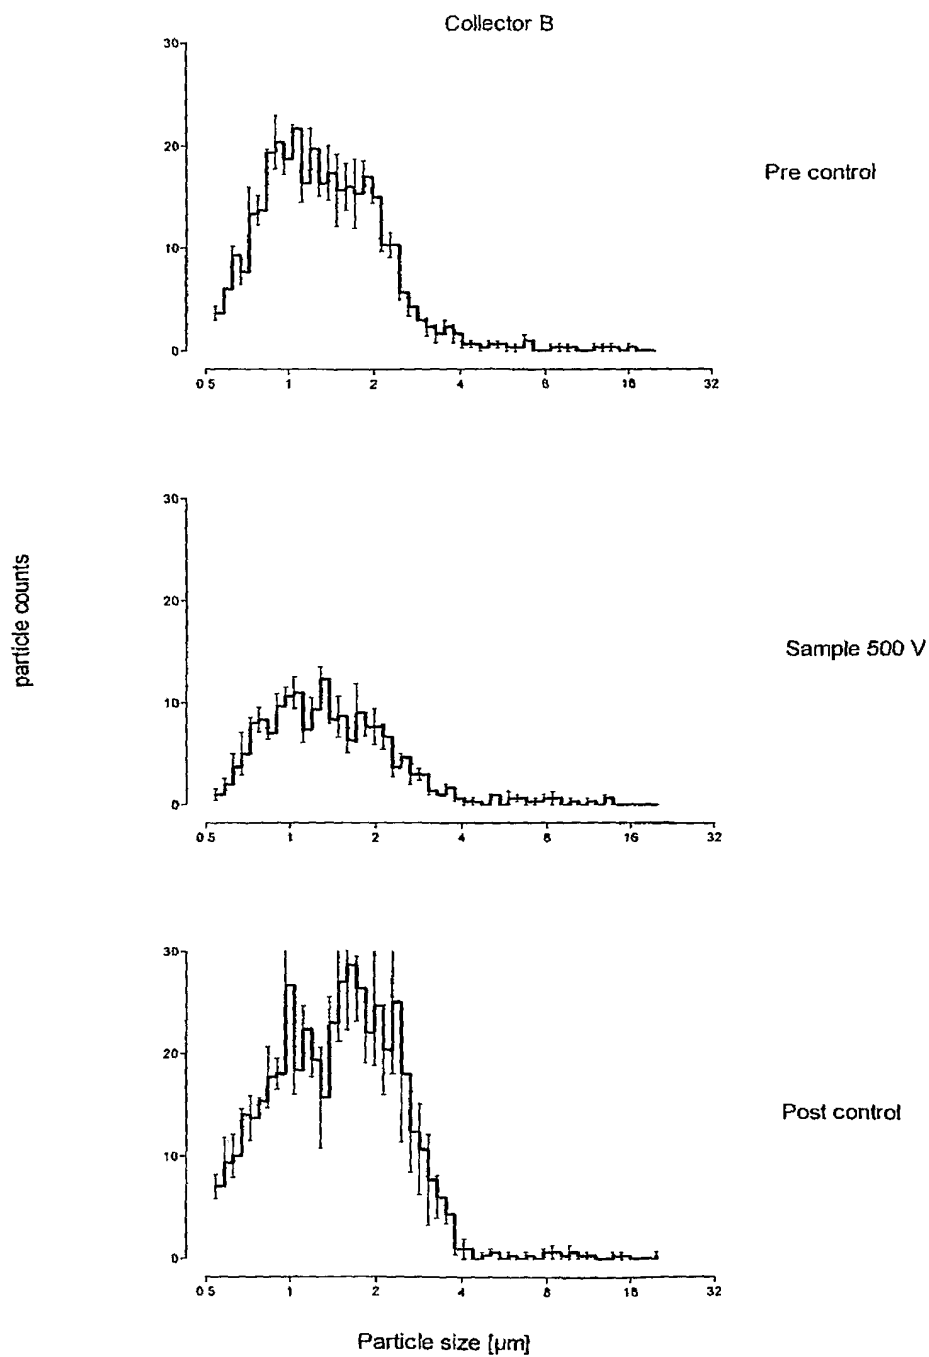 Collector B
30
20
10
0
Pre control
0.5 1 2 4 8 16 32
particle counts
30
20
10
0
Sample 500 V
0.5 1 2 4 8 16 32
30
20
10
0
Post control
0.5 1 2 4 8 16 32
Particle size [µm]